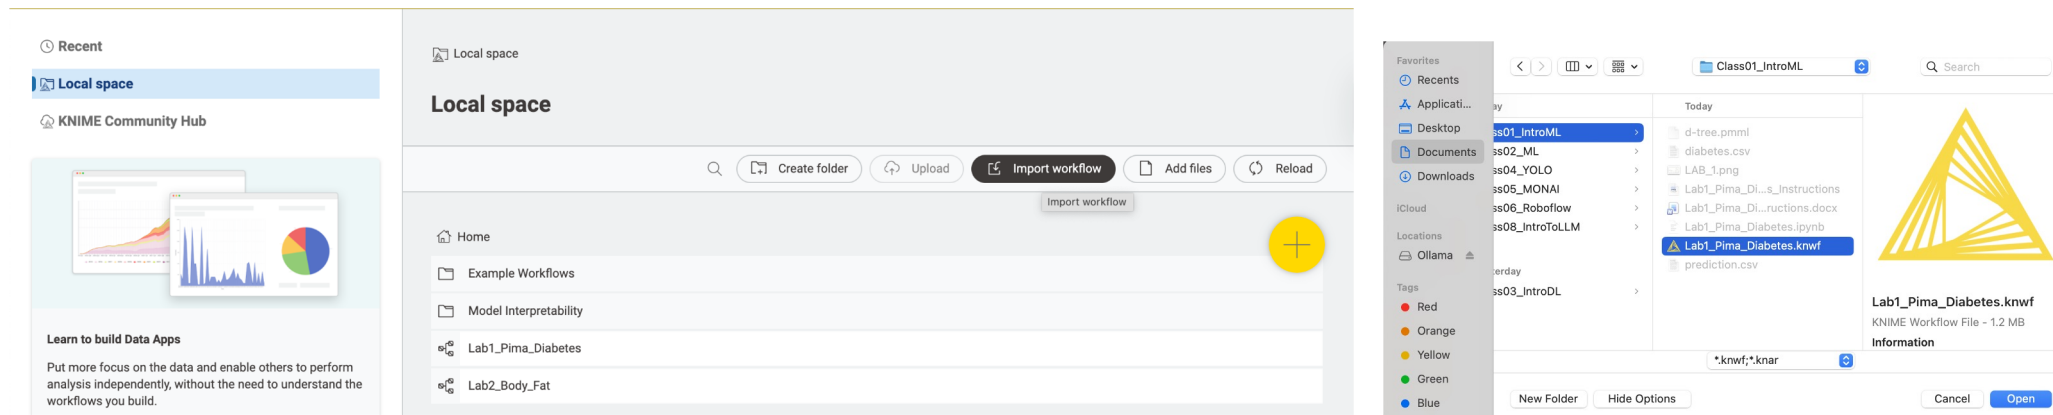 Recent
Local space
KNIME Community Hub
Learn to build Data Apps
Put more focus on the data and enable others to perform
analysis independently, without the need to understand the
workflows you build.
Local space
Local space
Create folder
Upload
Import workflow
Add files
Reload
Import workflow
Home
Example Workflows
Model Interpretability
Lab1_Pima_Diabetes
Lab2_Body_Fat
Favorites
Recents
Applicati...
Desktop
Documents
Downloads
iCloud
Locations
Ollama
Tags
Red
Orange
Yellow
Green
Blue
Class01_IntroML
Search
ay
ss01_IntroML
ss02_ML
ss04_YOLO
ss05_MONAI
ss06_Roboflow
ss08_IntroToLLM
erday
ss03_IntroDL
Today
d-tree.pmml
diabetes.csv
LAB_1.png
Lab1_Pima_Di...s_Instructions
Lab1_Pima_Di...ructions.docx
Lab1_Pima_Diabetes.ipynb
Lab1_Pima_Diabetes.knwf
prediction.csv
Lab1_Pima_Diabetes.knwf
KNIME Workflow File - 1.2 MB
Information
*.knwf;*.knar
New Folder
Hide Options
Cancel
Open